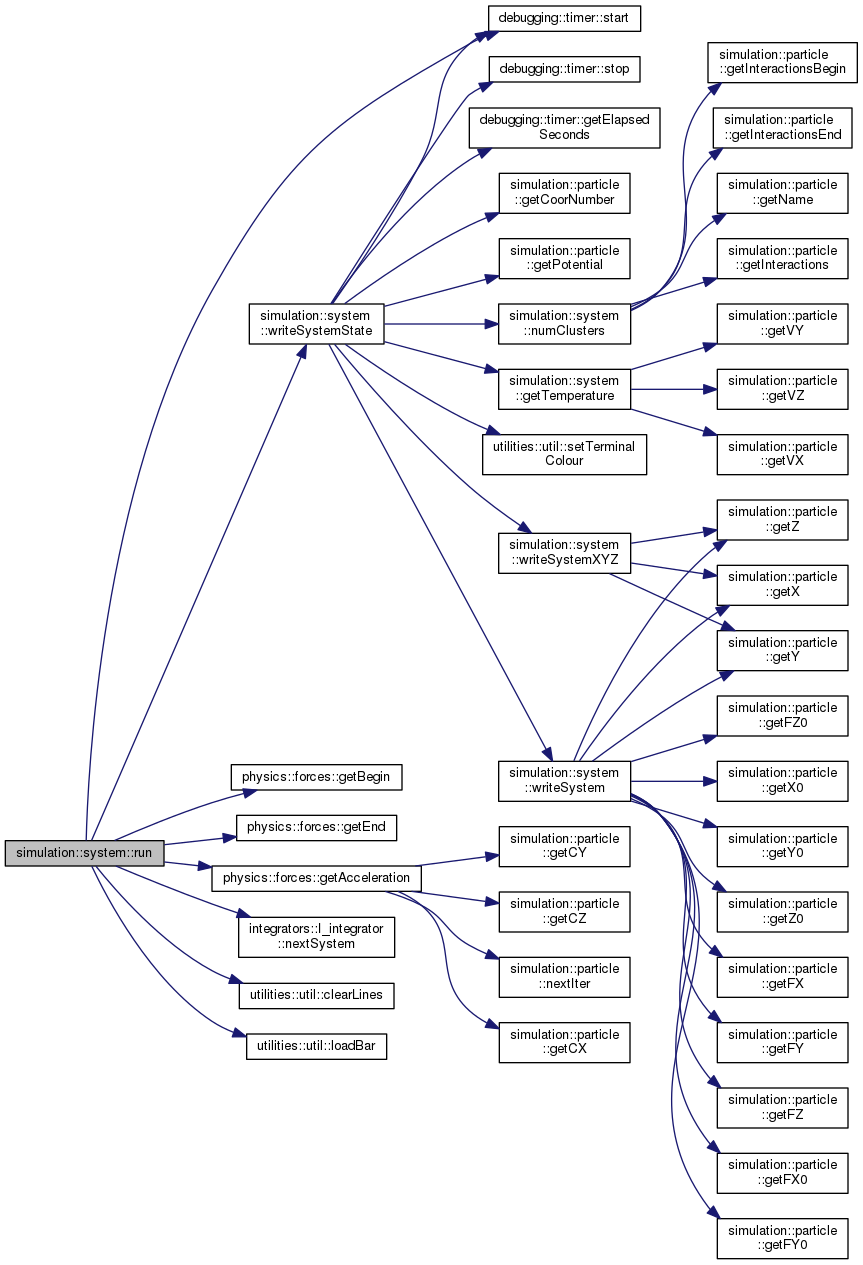 debugging::timer::start
debugging::timer::stop
debugging::timer::getElapsed
Seconds
simulation::particle
::getCoorNumber
simulation::particle
::getPotential
simulation::system
::writeSystemState
simulation::system
::numClusters
simulation::system
::getTemperature
utilities::util::setTerminal
Colour
simulation::system
::writeSystemXYZ
simulation::system
::writeSystem
simulation::particle
::getInteractionsBegin
simulation::particle
::getInteractionsEnd
simulation::particle
::getName
simulation::particle
::getInteractions
simulation::particle
::getVY
simulation::particle
::getVZ
simulation::particle
::getVX
simulation::particle
::getZ
simulation::particle
::getX
simulation::particle
::getY
simulation::particle
::getFZ0
simulation::particle
::getX0
simulation::particle
::getY0
simulation::particle
::getZ0
simulation::particle
::getFX
simulation::particle
::getFY
simulation::particle
::getFZ
simulation::particle
::getFX0
simulation::particle
::getFY0
simulation::system::run
physics::forces::getBegin
physics::forces::getEnd
physics::forces::getAcceleration
integrators::I_integrator
::nextSystem
utilities::util::clearLines
utilities::util::loadBar
simulation::particle
::getCY
simulation::particle
::getCZ
simulation::particle
::nextIter
simulation::particle
::getCX